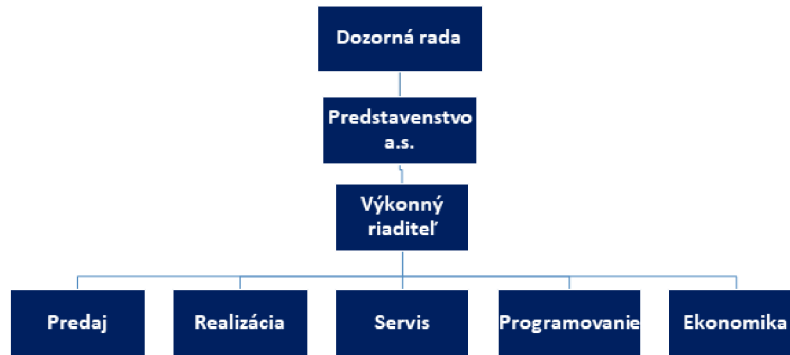 Dozorná rada
Predstavenstvo
a.s.
Výkonný
riaditeľ
Predaj
Realizácia
Servis
Programovanie
Ekonomika